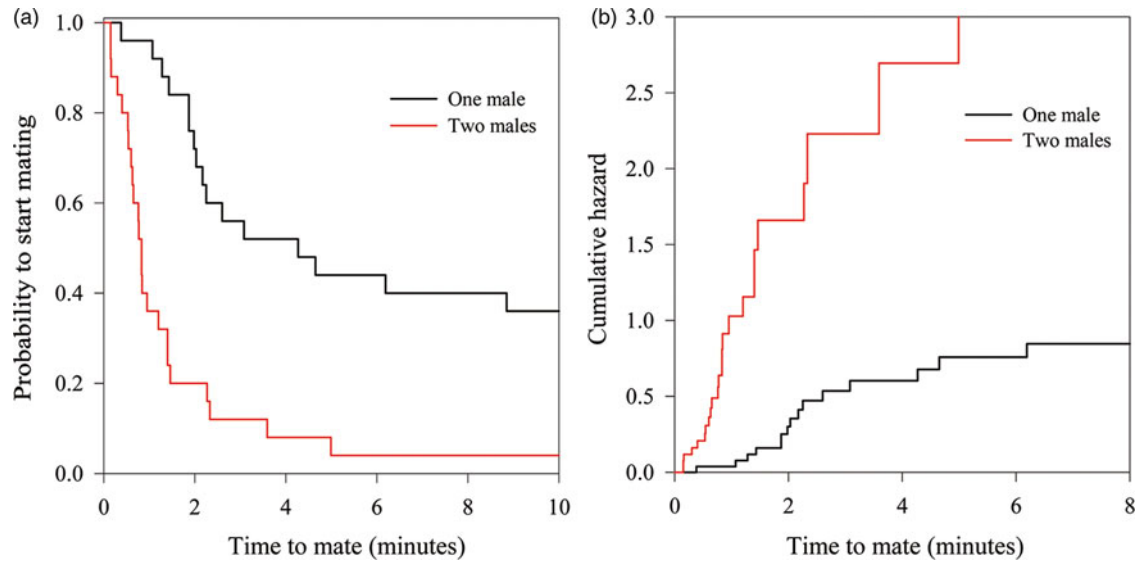 (a)
1.0
0.8
0.6
0.4
0.2
0.0
Probability to start mating
One male
Two males
0 2 4 6 8 10
Time to mate (minutes)
(b)
3.0
2.5
2.0
1.5
1.0
0.5
0.0
Cumulative hazard
One male
Two males
0 2 4 6 8
Time to mate (minutes)